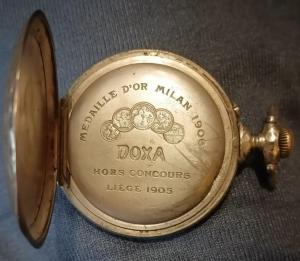 MEDAILLE D'OR MILAN 1906
DOXA
HORS CONCOURS
LIEGE 1905